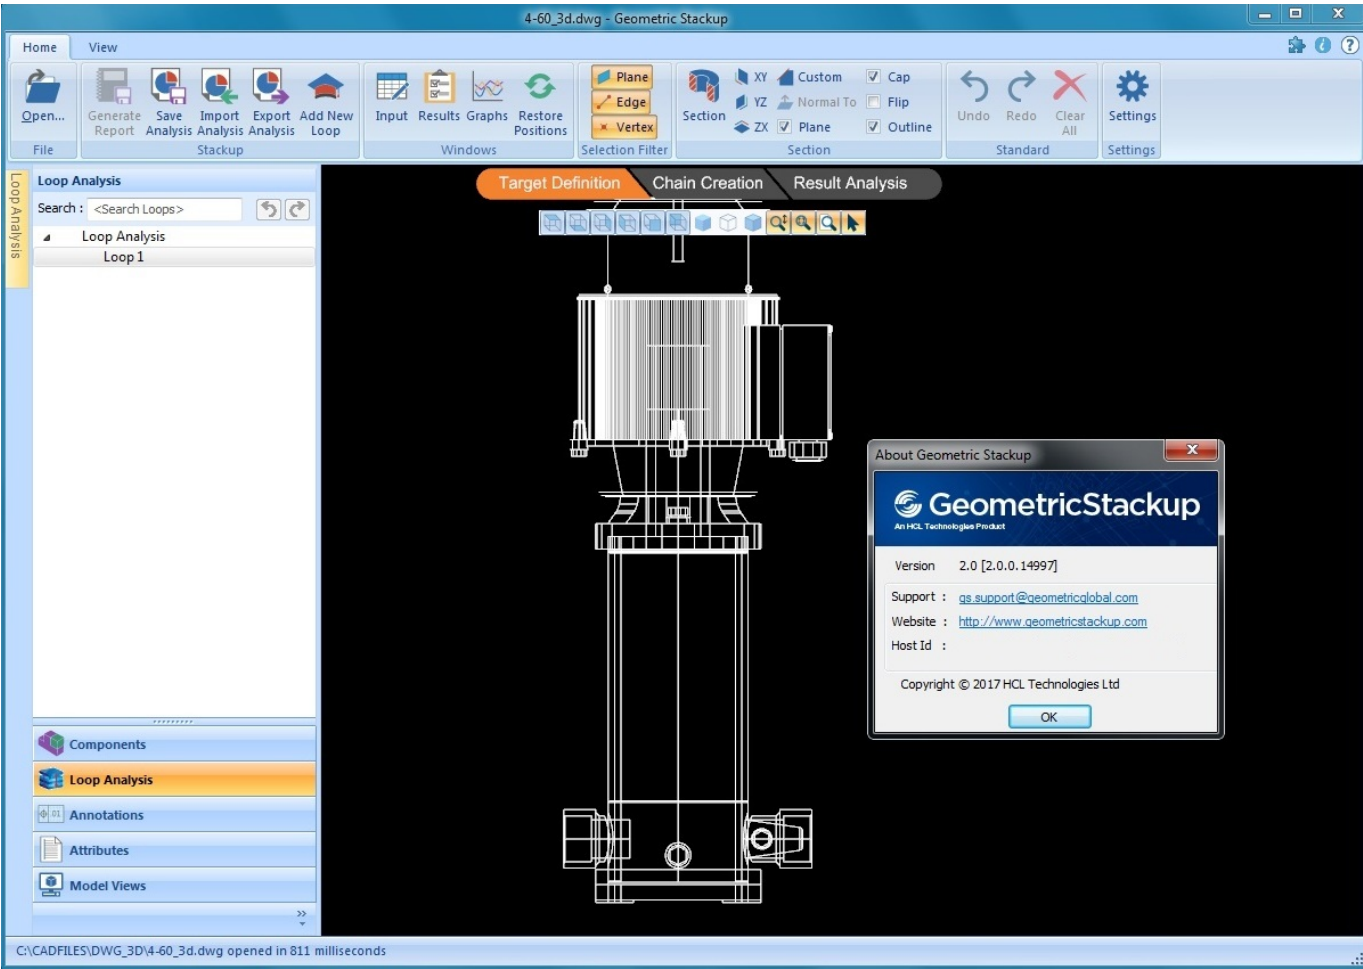 4-60_3d.dwg - Geometric Stackup
Home View
Open... Generate Report Save Analysis Import Analysis Export Analysis Add New Loop Input Results Graphs Restore Positions Plane Edge Vertex Section XY YZ ZX Custom Normal To Plane Cap Flip Outline Undo Redo Clear All Settings
File Stackup Windows Selection Filter Section Standard Settings
Loop Analysis
Loop Analysis
Search : <Search Loops>
Loop Analysis
Loop 1
Target Definition Chain Creation Result Analysis
About Geometric Stackup
GeometricStackup
An HCL Technologies Product
Version 2.0 [2.0.0.14997]
Support : gs.support@geometricglobal.com
Website : http://www.geometricstackup.com
Host Id :
Copyright © 2017 HCL Technologies Ltd
OK
Components
Loop Analysis
.01 Annotations
Attributes
Model Views
C:\CADFILES\DWG_3D\4-60_3d.dwg opened in 811 milliseconds